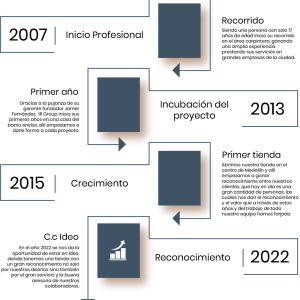 Recorrido
Siendo una persona con solo 17
años de edad inicio su recorrido
en el área carpintera, ganando
una amplia experiencia
prestando sus servicios en
grandes empresas de la ciudad.
2007
Inicio Profesional
Primer año
Gracias a la pujanza de su
gerente fundador Jamer
Fernández, IR Group inicia sus
primeros años en una casa del
barrio enciso, allí empezamos a
darle forma a cada proyecto.
Incubación del
proyecto
2013
Primer tienda
Abrimos nuestra tienda en el
centro de Medellín y allí
empezamos a ganar
reconocimiento entre nuestros
clientes, que hoy en día es una
gran cantidad de personas, las
cuales nos dan el reconocimiento
y el valor que a través de estos
años y del trabajo de todo
nuestro equipo hemos forjado.
2015
Crecimiento
C.c Ideo
En el año 2022 se nos da la
oportunidad de estar en ideo,
donde tenemos una tienda con
un gran reconocimiento no solo
por nuestros diseños sino también
por el gran servicio y la buena
asesoría de nuestros
colaboradores.
Reconocimiento
2022